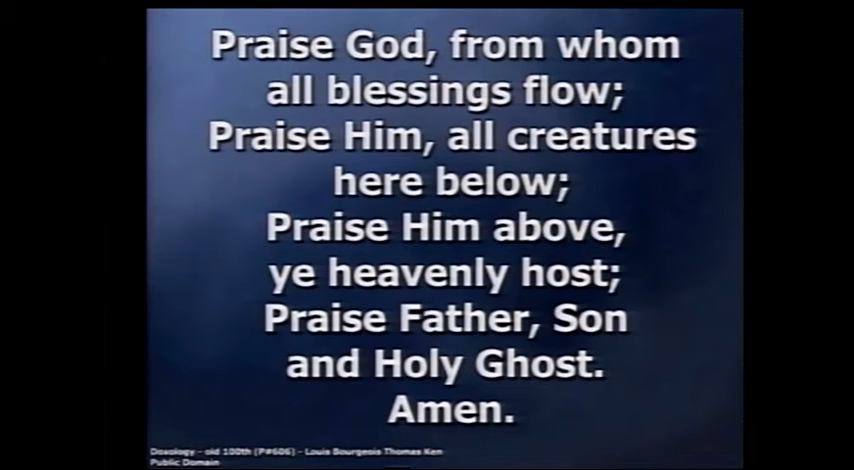 Praise God, from whom
all blessings flow;
Praise Him, all creatures
here below;
Praise Him above,
ye heavenly host;
Praise Father, Son
and Holy Ghost.
Amen.
Doxology - old 100th (P#606) - Louis Bourgeois Thomas Ken
Public Domain